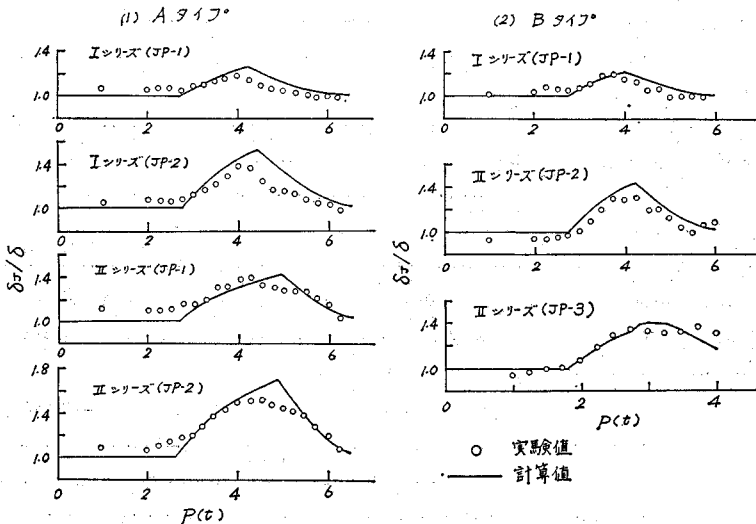 (1) Aタイプ
δJ/δ
1.4
1.0
Iシリーズ(JP-1)
0 2 4 6
1.4
1.0
Iシリーズ(JP-2)
0 2 4 6
1.4
1.0
IIシリーズ(JP-1)
0 2 4 6
1.8
1.4
1.0
IIシリーズ(JP-2)
0 2 4 6
P(t)
(2) Bタイプ
δJ/δ
1.4
1.0
Iシリーズ(JP-1)
0 2 4 6
1.4
1.0
IIシリーズ(JP-2)
0 2 4 6
1.4
1.0
IIシリーズ(JP-3)
0 2 4
P(t)
実験値
計算値